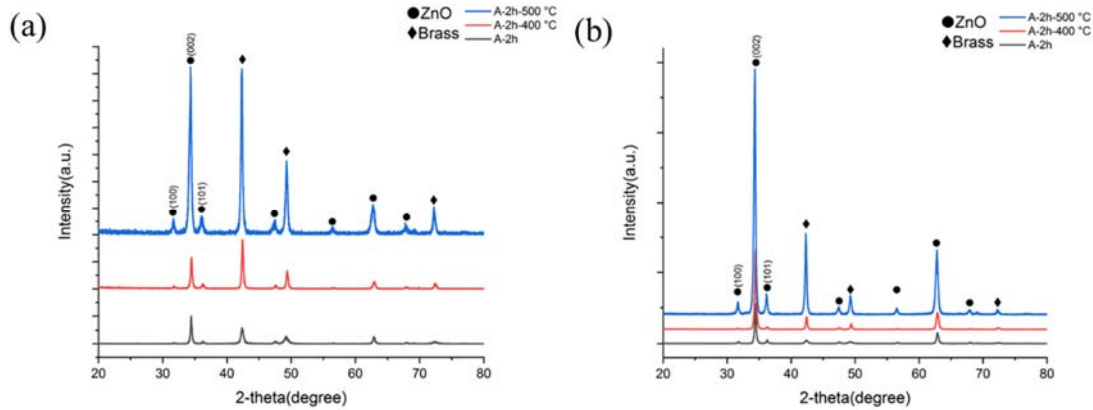 (a)
● ZnO
◆ Brass
A-2h-500 °C
A-2h-400 °C
A-2h
(002)
(100)
(101)
Intensity(a.u.)
20 30 40 50 60 70 80
2-theta(degree)
(b)
● ZnO
◆ Brass
A-2h-500 °C
A-2h-400 °C
A-2h
(002)
(100)
(101)
Intensity(a.u.)
20 30 40 50 60 70 80
2-theta(degree)